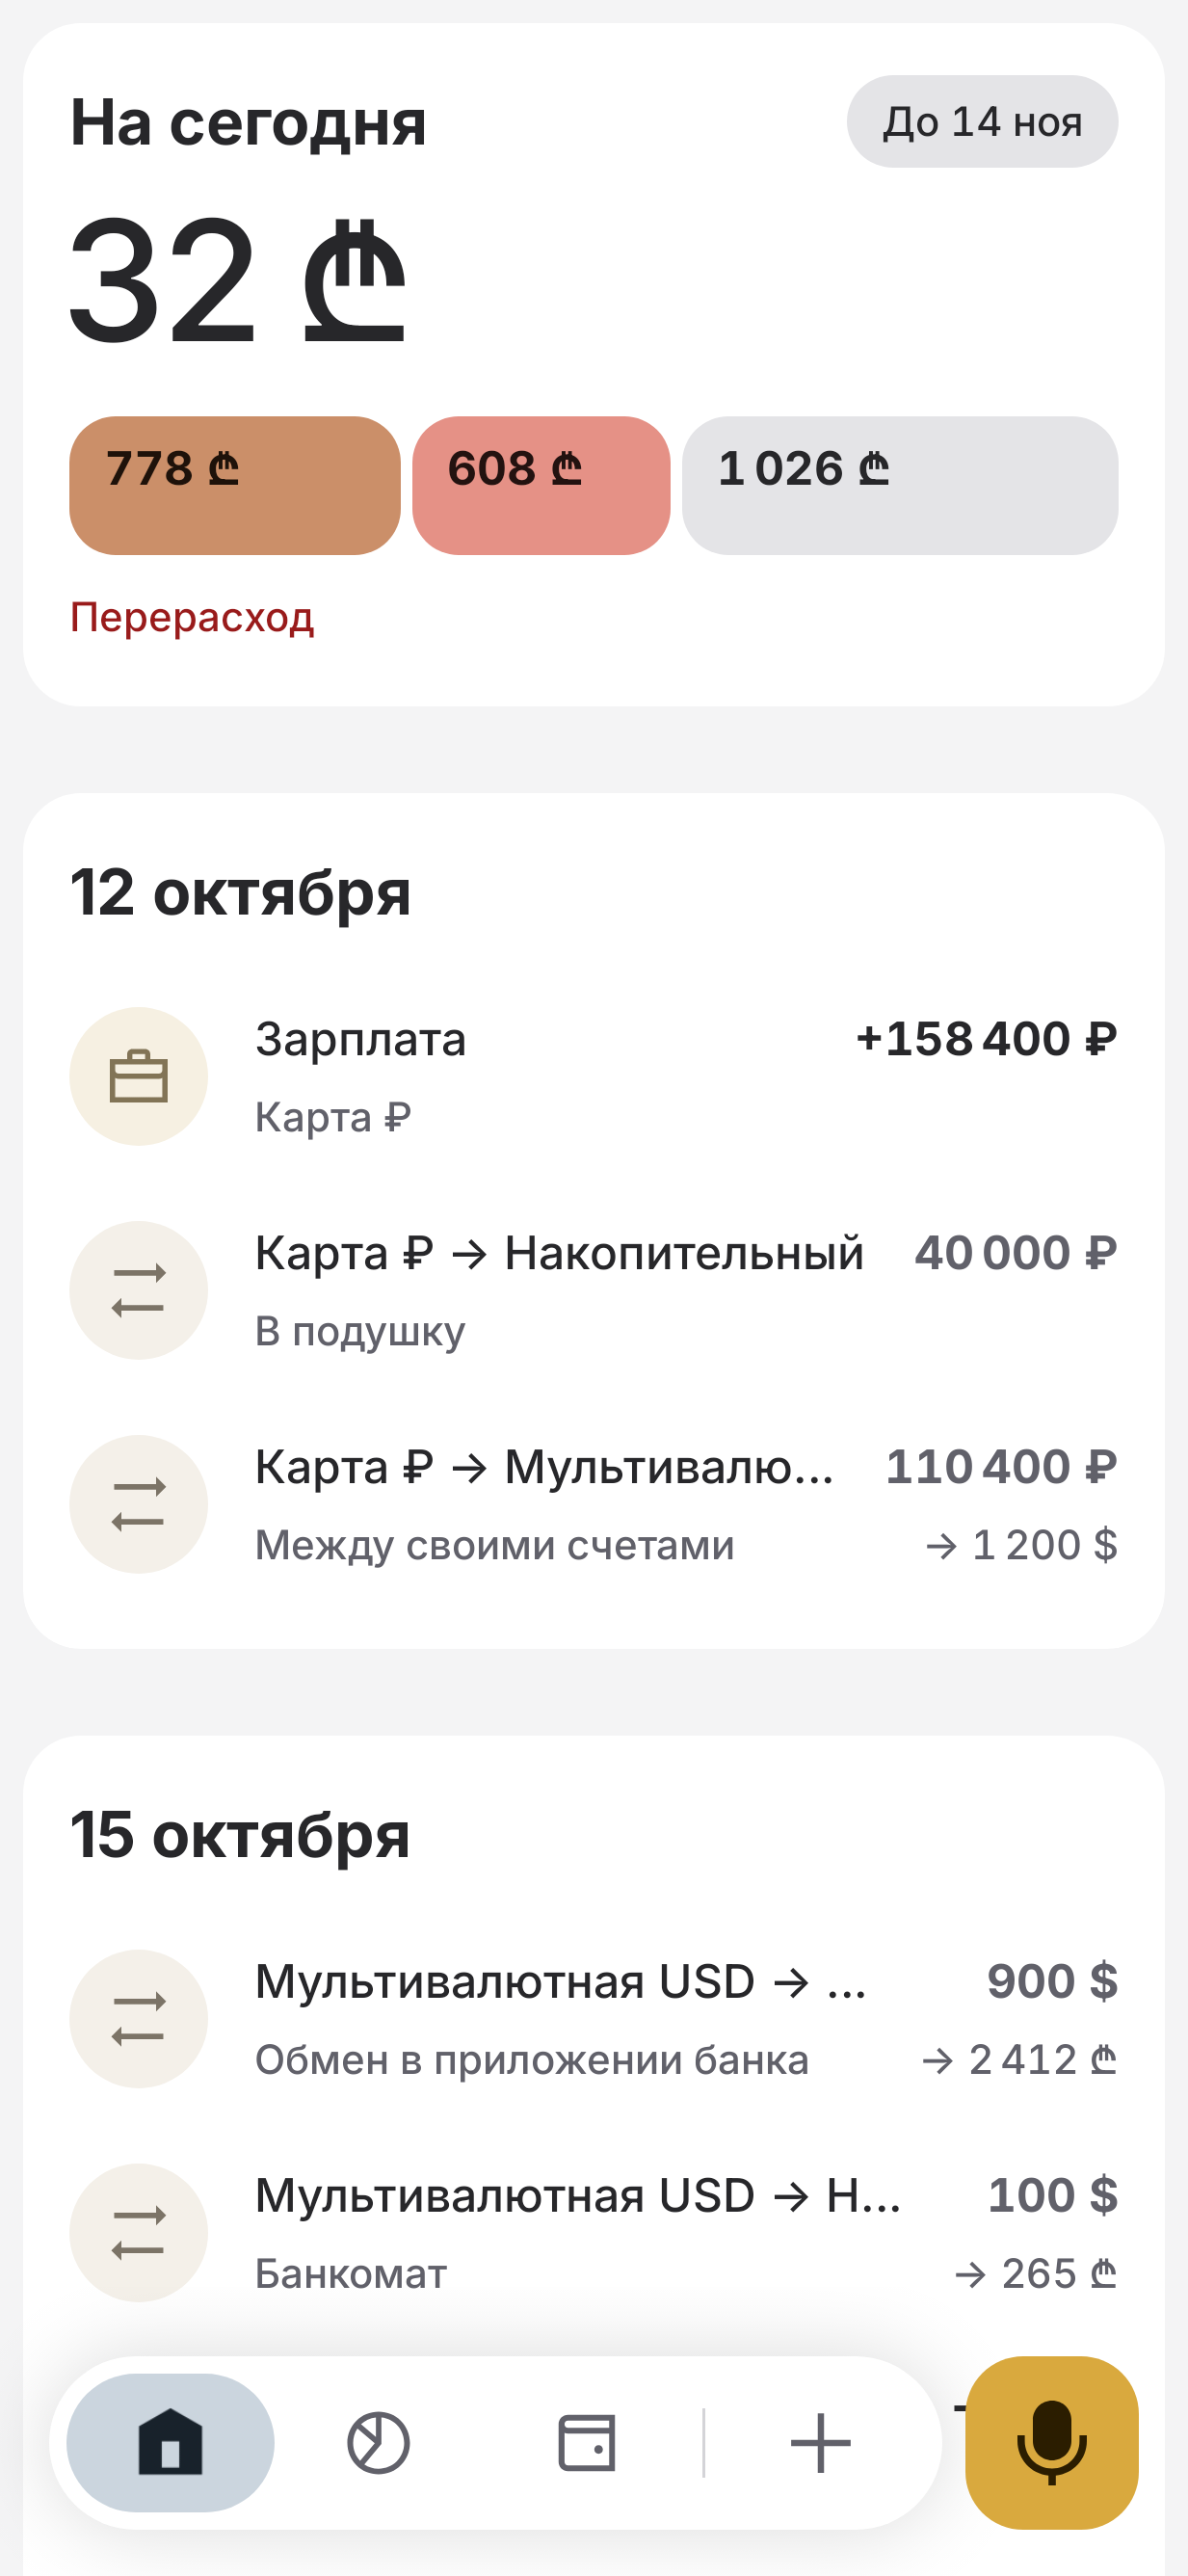 На сегодня
До 14 ноя
32 ₾
778 ₾
608 ₾
1 026 ₾
Перерасход
12 октября
Зарплата
+158 400 ₽
Карта ₽
Карта ₽ → Накопительный
40 000 ₽
В подушку
Карта ₽ → Мультивалю...
110 400 ₽
Между своими счетами
→ 1 200 $
15 октября
Мультивалютная USD → ...
900 $
Обмен в приложении банка
→ 2 412 ₾
Мультивалютная USD → Н...
100 $
Банкомат
→ 265 ₾